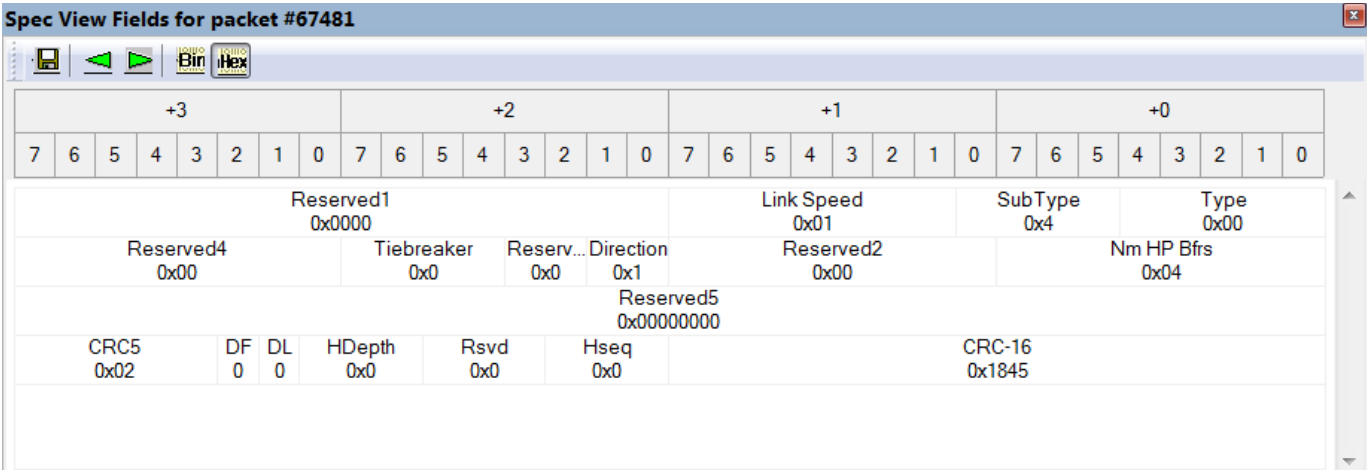 Spec View Fields for packet #67481
Bin Hex
+3 +2 +1 +0
7 6 5 4 3 2 1 0 7 6 5 4 3 2 1 0 7 6 5 4 3 2 1 0 7 6 5 4 3 2 1 0
Reserved1 Link Speed SubType Type
0x0000 0x01 0x4 0x00
Reserved4 Tiebreaker Reserv... Direction Reserved2 Nm HP Bfrs
0x00 0x0 0x0 0x1 0x00 0x04
Reserved5
0x00000000
CRC5 DF DL HDepth Rsvd Hseq CRC-16
0x02 0 0 0x0 0x0 0x0 0x1845